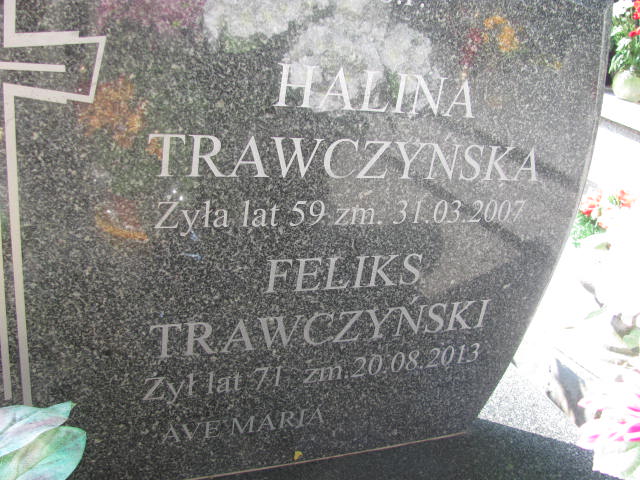 HALINA
TRAWCZYNSKA
Żyła lat 59 zm. 31.03.2007
FELIKS
TRAWCZYŃSKI
Żył lat 71 zm.20.08.2013
AVE MARIA